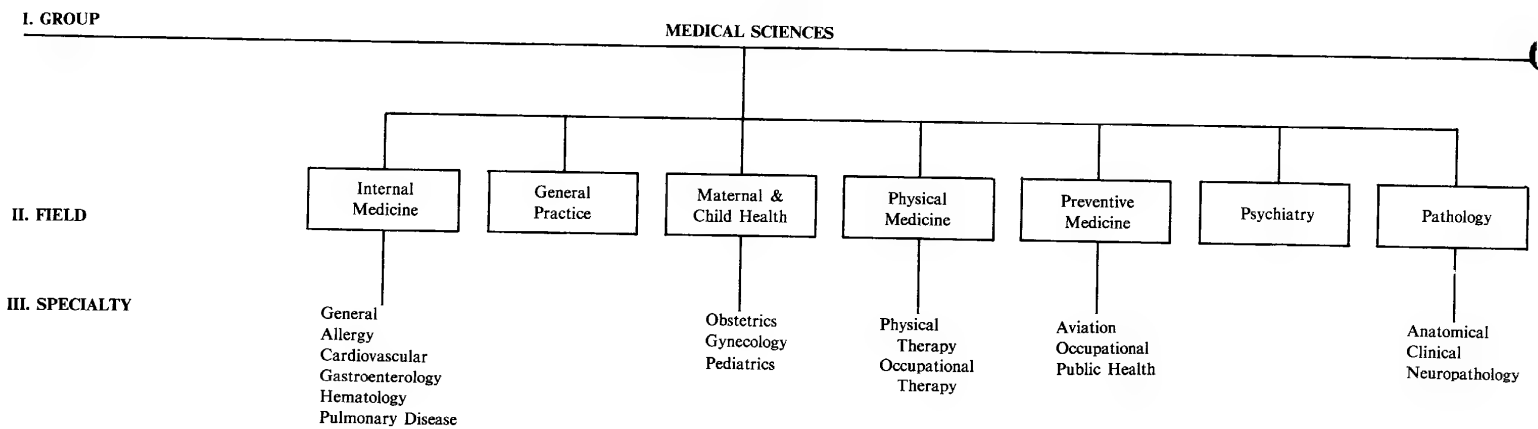 I. GROUP
MEDICAL SCIENCES
II. FIELD
Internal
Medicine
General
Practice
Maternal &
Child Health
Physical
Medicine
Preventive
Medicine
Psychiatry
Pathology
III. SPECIALTY
General
Allergy
Cardiovascular
Gastroenterology
Hematology
Pulmonary Disease
Obstetrics
Gynecology
Pediatrics
Physical
Therapy
Occupational
Therapy
Aviation
Occupational
Public Health
Anatomical
Clinical
Neuropathology